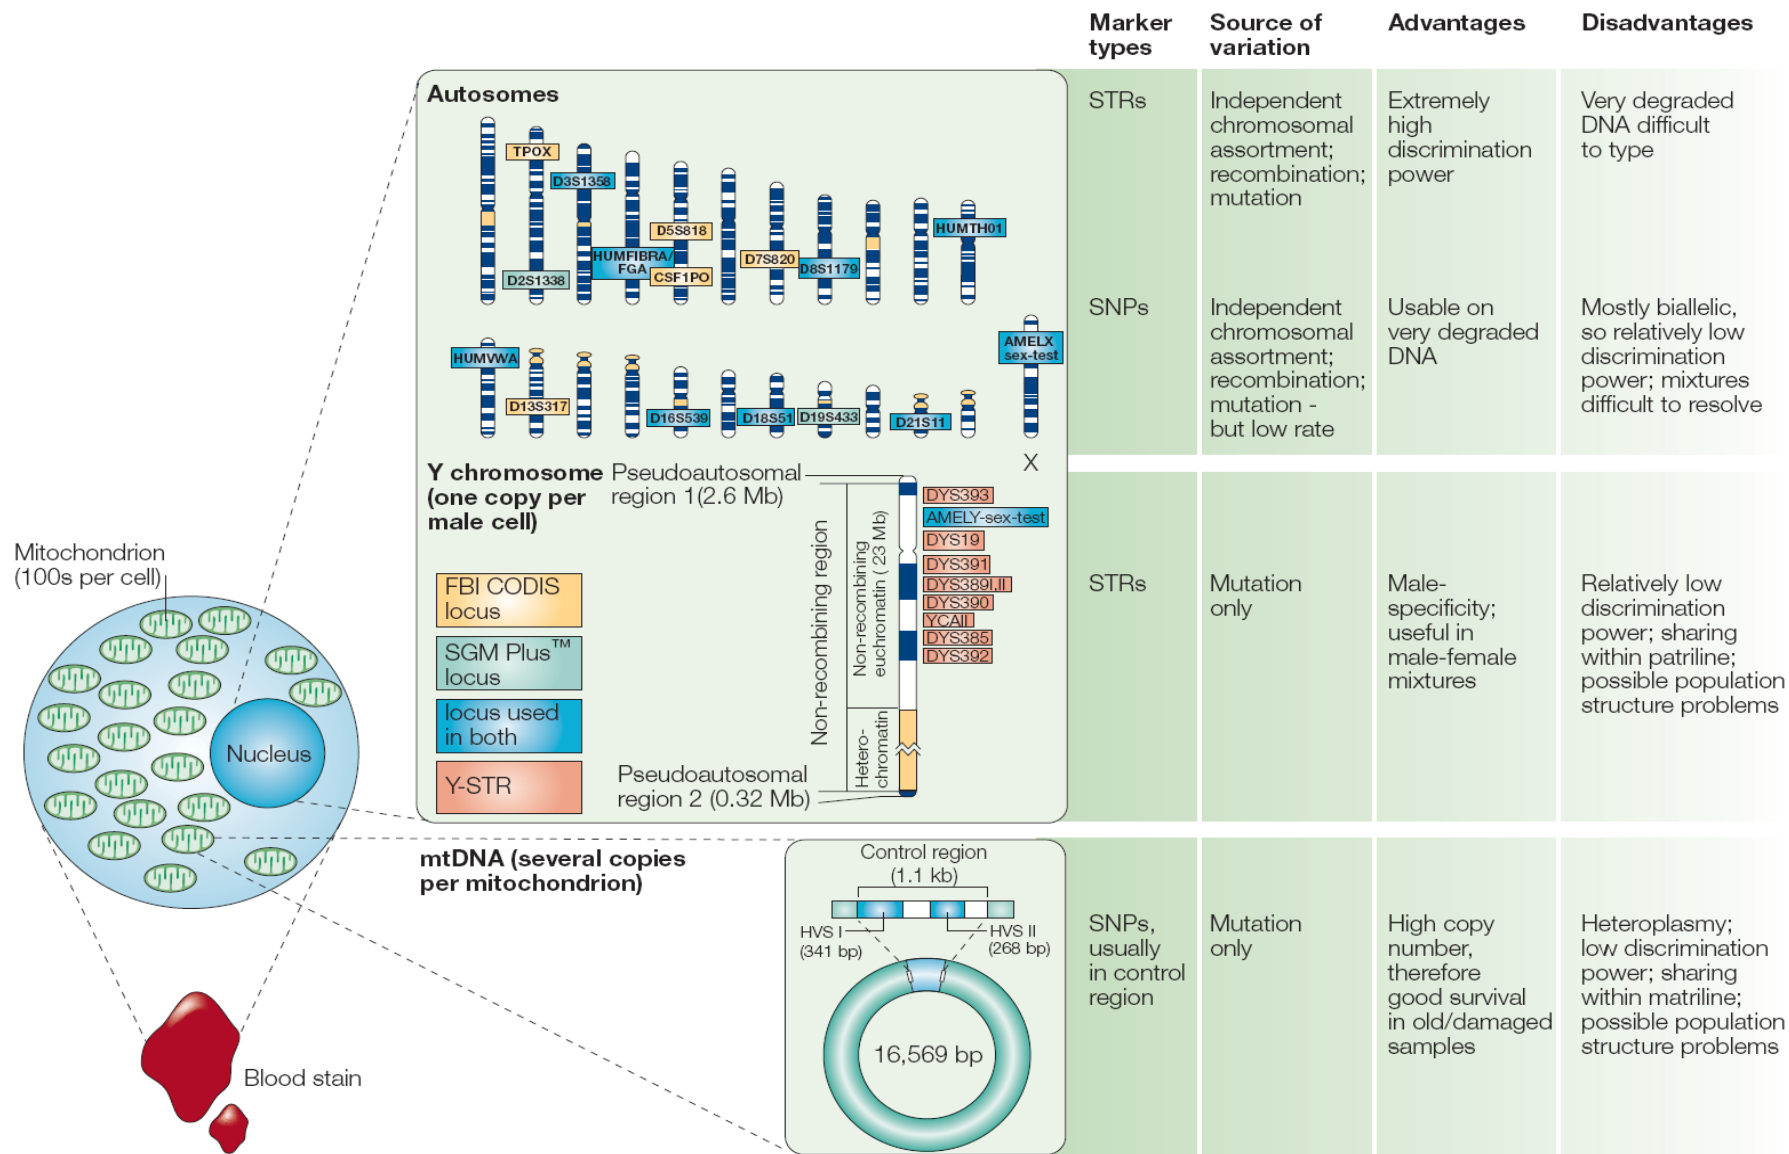 Marker
types
Source of
variation
Advantages
Disadvantages
Autosomes
TPOX
D3S1358
D5S818
HUMTH01
HUMFIBRA/
FGA
D7S820
D8S1179
CSF1PO
D2S1338
AMELX
sex-test
HUMVWA
D13S317
D16S539
D18S51
D19S433
D21S11
X
STRs
Independent
chromosomal
assortment;
recombination;
mutation
Extremely
high
discrimination
power
Very degraded
DNA difficult
to type
SNPs
Independent
chromosomal
assortment;
recombination;
mutation -
but low rate
Usable on
very degraded
DNA
Mostly biallelic,
so relatively low
discrimination
power; mixtures
difficult to resolve
Y chromosome
(one copy per
male cell)
Pseudoautosomal
region 1(2.6 Mb)
Non-recombining region
Non-recombining
euchromatin ( 23 Mb)
Hetero-
chromatin
DYS393
AMELY-sex-test
DYS19
DYS391
DYS389I,II
DYS390
YCAII
DYS385
DYS392
FBI CODIS
locus
SGM Plus™
locus
locus used
in both
Y-STR
Pseudoautosomal
region 2 (0.32 Mb)
STRs
Mutation
only
Male-
specificity;
useful in
male-female
mixtures
Relatively low
discrimination
power; sharing
within patriline;
possible population
structure problems
Mitochondrion
(100s per cell)
Nucleus
Blood stain
mtDNA (several copies
per mitochondrion)
Control region
(1.1 kb)
HVS I
(341 bp)
HVS II
(268 bp)
16,569 bp
SNPs,
usually
in control
region
Mutation
only
High copy
number,
therefore
good survival
in old/damaged
samples
Heteroplasmy;
low discrimination
power; sharing
within matriline;
possible population
structure problems